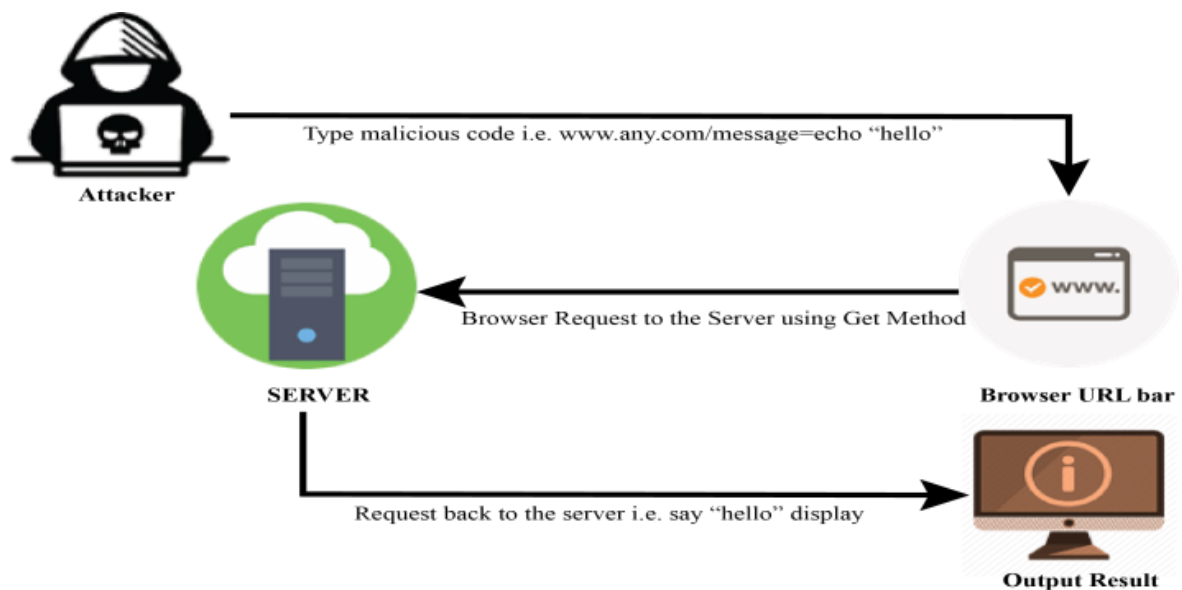 Type malicious code i.e. www.any.com/message=echo “hello”
Attacker
www.
Browser Request to the Server using Get Method
SERVER
Browser URL bar
Request back to the server i.e. say “hello” display
Output Result